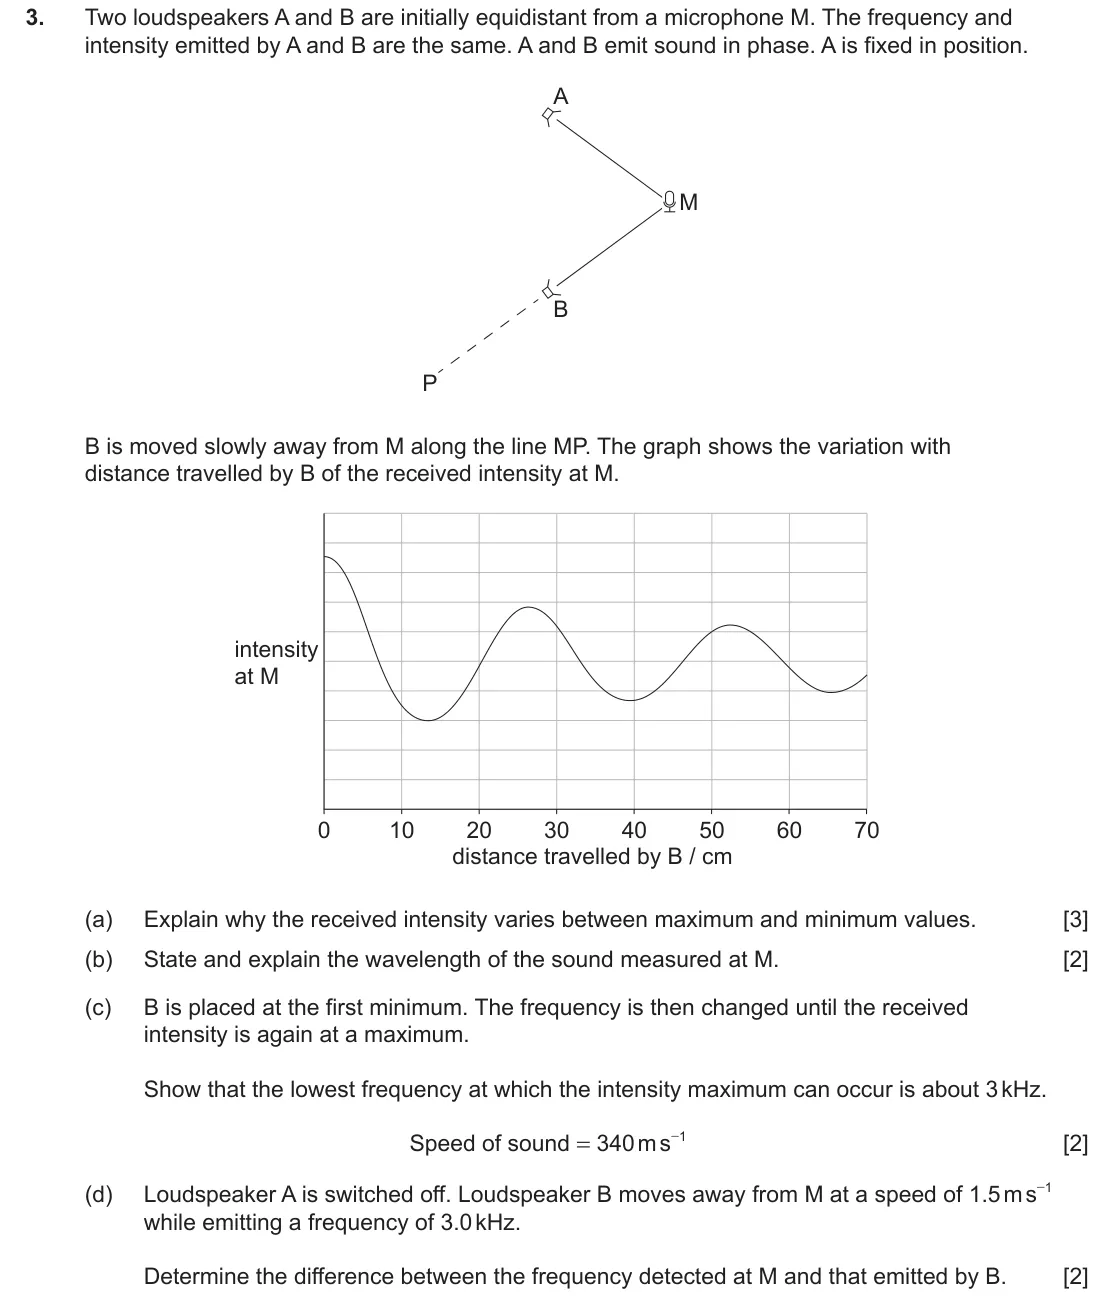 3. Two loudspeakers A and B are initially equidistant from a microphone M. The frequency and
intensity emitted by A and B are the same. A and B emit sound in phase. A is fixed in position.
A
M
B
P
B is moved slowly away from M along the line MP. The graph shows the variation with
distance travelled by B of the received intensity at M.
intensity
at M
0 10 20 30 40 50 60 70
distance travelled by B / cm
(a) Explain why the received intensity varies between maximum and minimum values. [3]
(b) State and explain the wavelength of the sound measured at M. [2]
(c) B is placed at the first minimum. The frequency is then changed until the received
intensity is again at a maximum.
Show that the lowest frequency at which the intensity maximum can occur is about 3 kHz.
Speed of sound = 340 m s⁻¹ [2]
(d) Loudspeaker A is switched off. Loudspeaker B moves away from M at a speed of 1.5 m s⁻¹
while emitting a frequency of 3.0 kHz.
Determine the difference between the frequency detected at M and that emitted by B. [2]